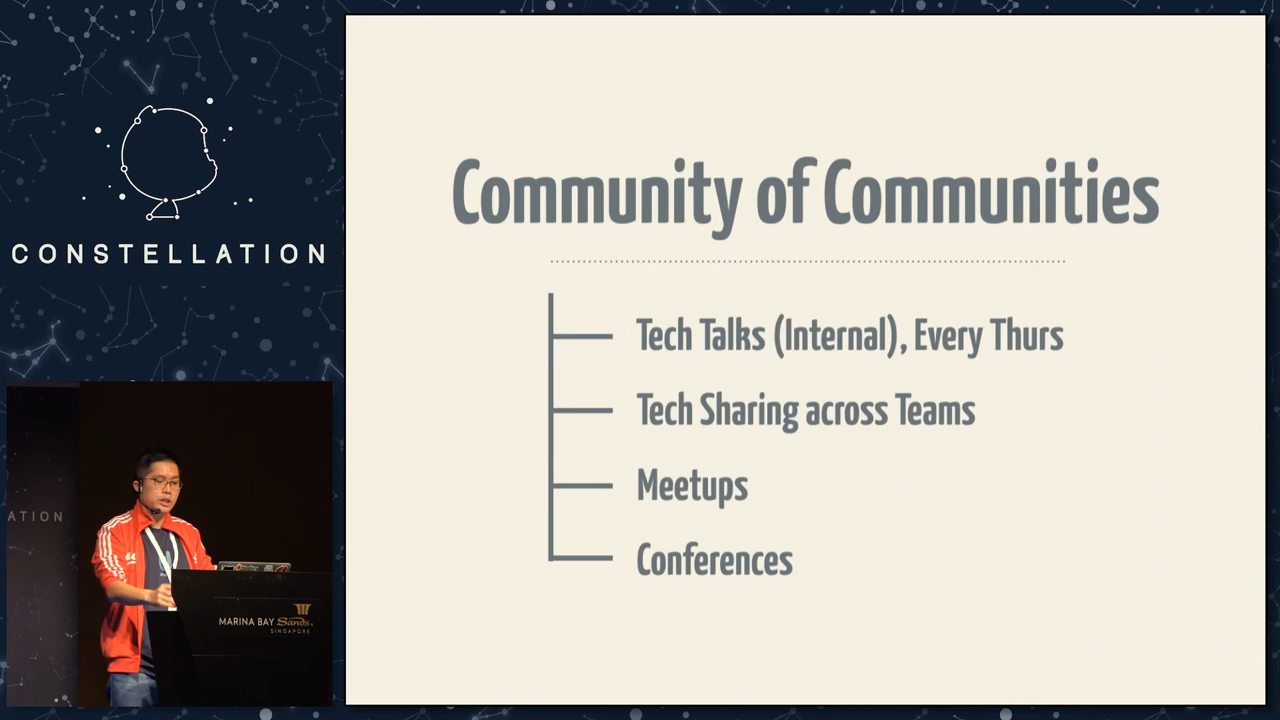 CONSTELLATION
Community of Communities
Tech Talks (Internal), Every Thurs
Tech Sharing across Teams
Meetups
Conferences
ATION
MARINA BAY Sands.
SINGAPORE